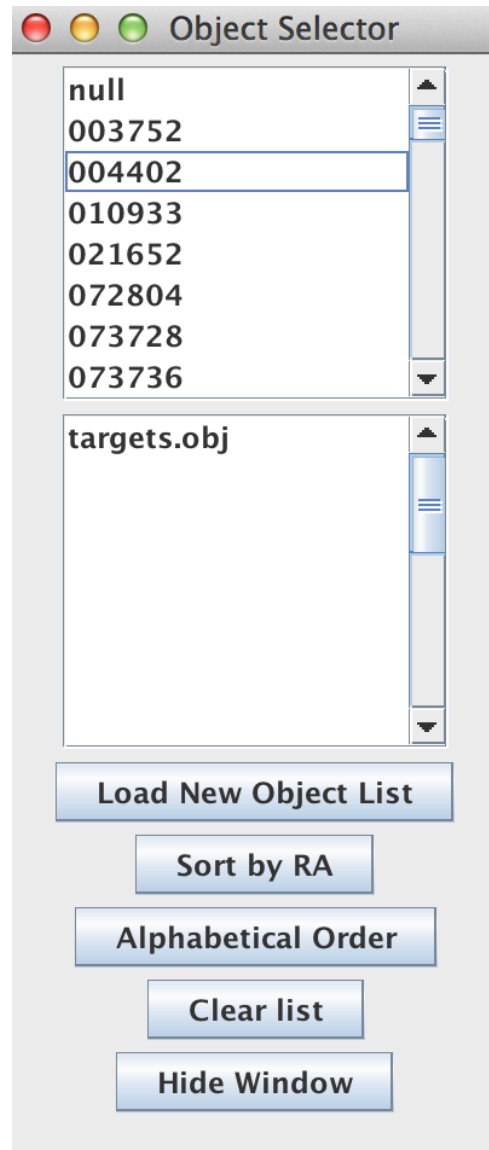 Object Selector
null
003752
004402
010933
021652
072804
073728
073736
targets.obj
Load New Object List
Sort by RA
Alphabetical Order
Clear list
Hide Window